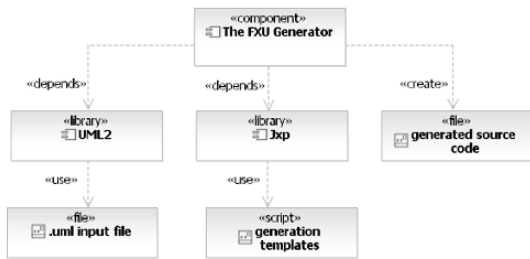 «component»
The FXU Generator
«depends»
«depends»
«create»
«library»
UML2
«library»
Jxp
«file»
generated source
code
«use»
«use»
«file»
.uml input file
«script»
generation
templates